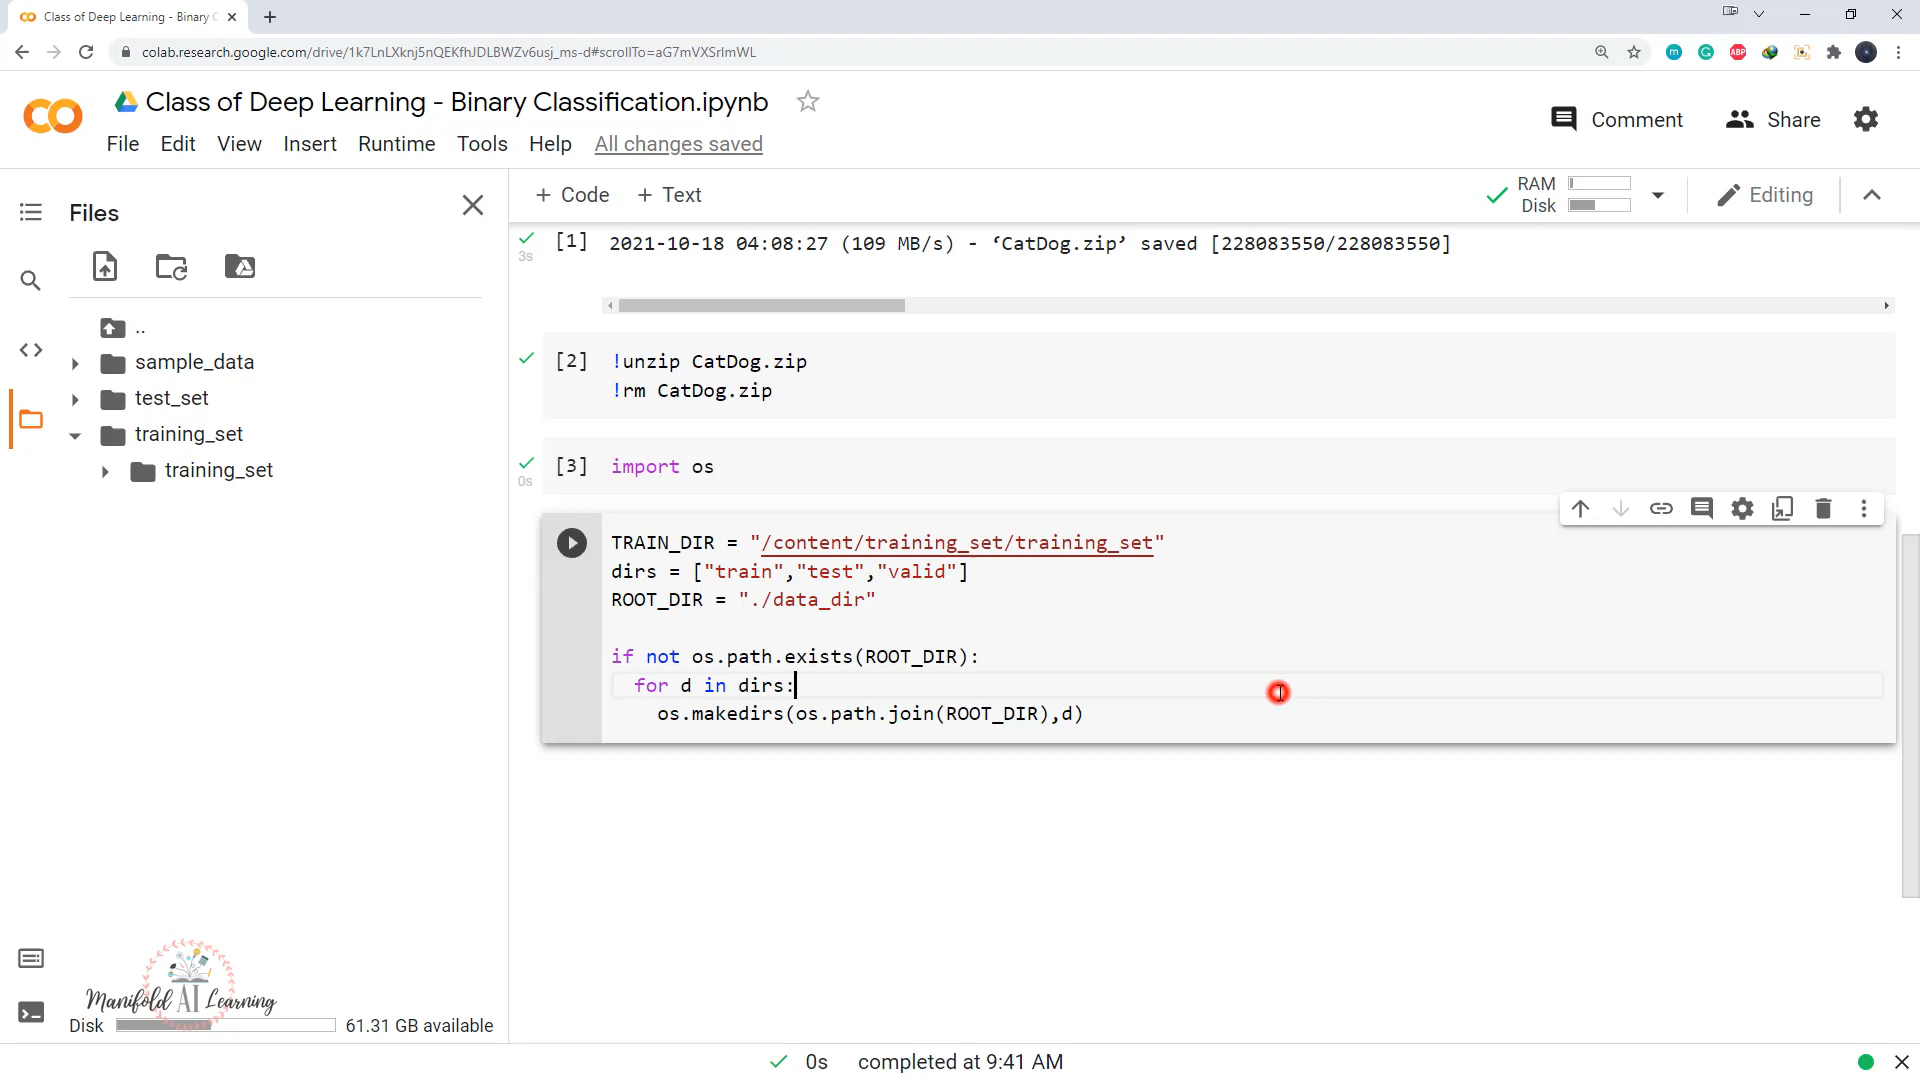 Class of Deep Learning - Binary C
colab.research.google.com/drive/1k7LnLXknj5nQEKfhJDLBWZv6usj_ms-d#scrollTo=aG7mVXSrImWL
ABP
Class of Deep Learning - Binary Classification.ipynb
Comment
Share
File Edit View Insert Runtime Tools Help All changes saved
Files
+ Code + Text
RAM
Disk
Editing
[1] 2021-10-18 04:08:27 (109 MB/s) - ‘CatDog.zip’ saved [228083550/228083550]
3s
..
sample_data
test_set
training_set
training_set
[2] !unzip CatDog.zip
!rm CatDog.zip
[3] import os
0s
TRAIN_DIR = "/content/training_set/training_set"
dirs = ["train","test","valid"]
ROOT_DIR = "./data_dir"
if not os.path.exists(ROOT_DIR):
for d in dirs:
os.makedirs(os.path.join(ROOT_DIR),d)
Manifold AI Learning
Disk 61.31 GB available
0s completed at 9:41 AM